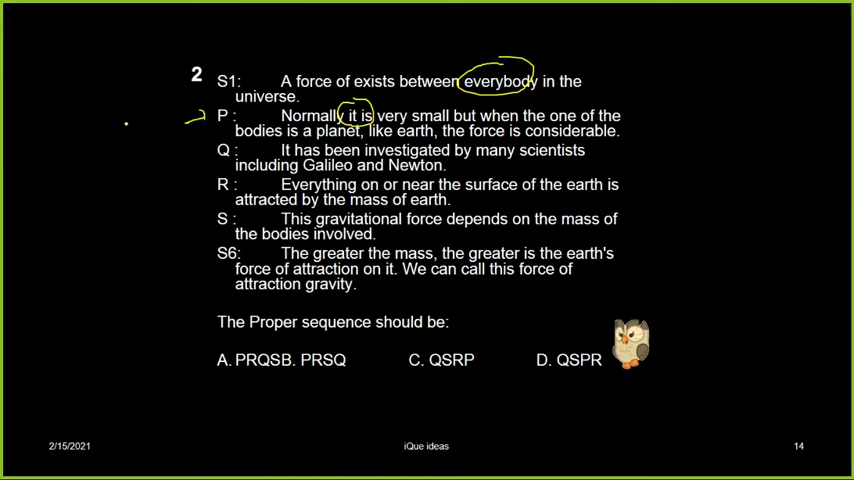 2
S1: A force of exists between everybody in the
universe.
P : Normally it is very small but when the one of the
bodies is a planet, like earth, the force is considerable.
Q : It has been investigated by many scientists
including Galileo and Newton.
R : Everything on or near the surface of the earth is
attracted by the mass of earth.
S : This gravitational force depends on the mass of
the bodies involved.
S6: The greater the mass, the greater is the earth's
force of attraction on it. We can call this force of
attraction gravity.
The Proper sequence should be:
A. PRQSB. PRSQ C. QSRP D. QSPR
2/15/2021 iQue ideas 14